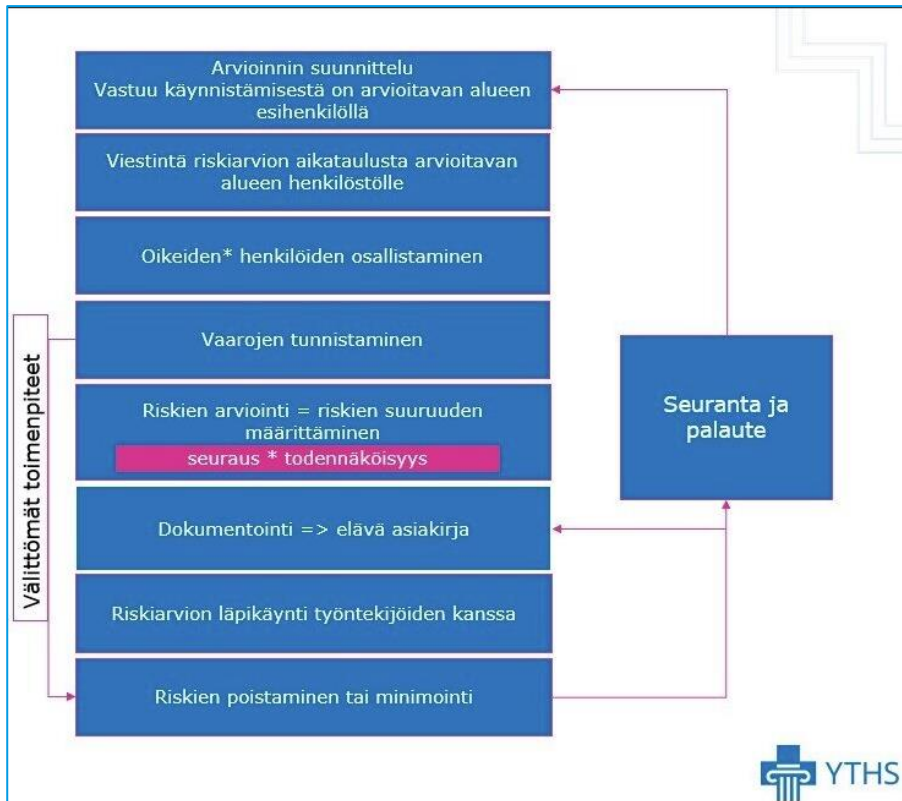 Arvioinnin suunnittelu
Vastuu käynnistämisestä on arvioitavan alueen
esihenkilöllä
Viestintä riskiarvion aikataulusta arvioitavan
alueen henkilöstölle
Oikeiden* henkilöiden osallistaminen
Vaarojen tunnistaminen
Riskien arviointi = riskien suuruuden
määrittäminen
seuraus * todennäköisyys
Dokumentointi => elävä asiakirja
Riskiarvion läpikäynti työntekijöiden kanssa
Riskien poistaminen tai minimointi
Välittömät toimenpiteet
Seuranta ja
palaute
YTHS